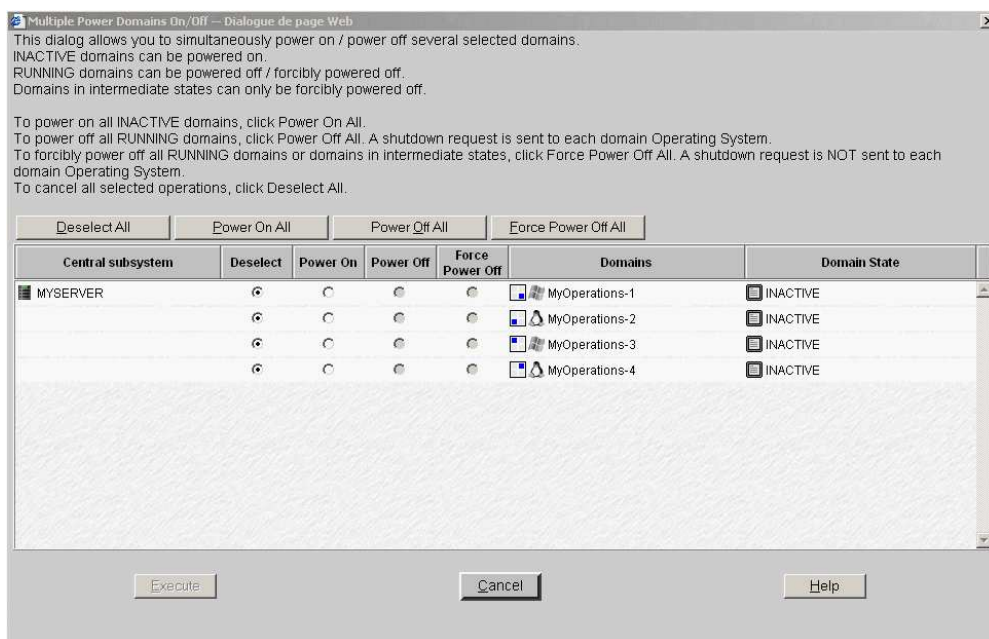 Multiple Power Domains On/Off -- Dialogue de page Web
This dialog allows you to simultaneously power on / power off several selected domains.
INACTIVE domains can be powered on.
RUNNING domains can be powered off / forcibly powered off.
Domains in intermediate states can only be forcibly powered off.
To power on all INACTIVE domains, click Power On All.
To power off all RUNNING domains, click Power Off All. A shutdown request is sent to each domain Operating System.
To forcibly power off all RUNNING domains or domains in intermediate states, click Force Power Off All. A shutdown request is NOT sent to each
domain Operating System.
To cancel all selected operations, click Deselect All.
Deselect All Power On All Power Off All Force Power Off All
Central subsystem Deselect Power On Power Off Force Power Off Domains Domain State
MYSERVER MyOperations-1 INACTIVE
MyOperations-2 INACTIVE
MyOperations-3 INACTIVE
MyOperations-4 INACTIVE
Execute Cancel Help